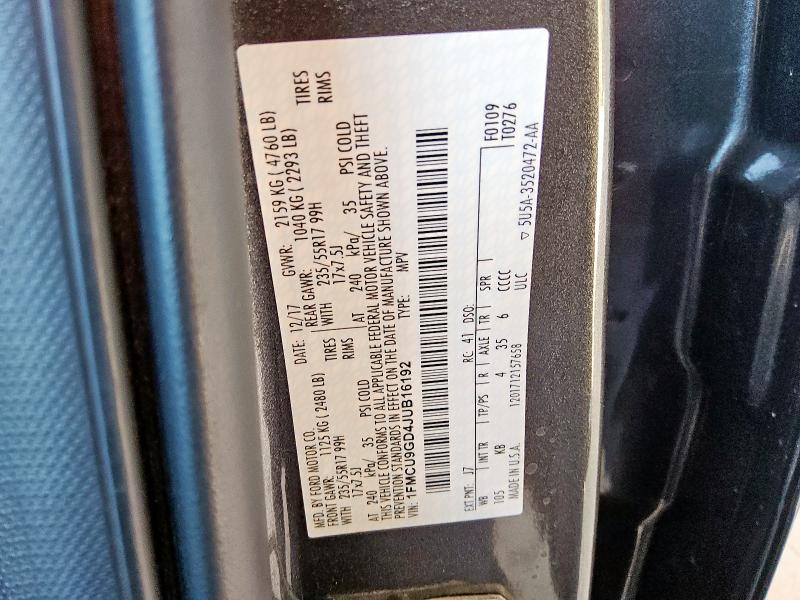 MFD. BY FORD MOTOR CO. DATE: 12/17 GVWR: 2159 KG ( 4760 LB)
FRONT GAWR: 1125 KG ( 2480 LB) REAR GAWR: 1040 KG ( 2293 LB)
WITH 235/55R17 99H TIRES WITH 235/55R17 99H TIRES
17x7.5J RIMS 17x7.5J RIMS
AT 240 kPa/ 35 PSI COLD AT 240 kPa/ 35 PSI COLD
THIS VEHICLE CONFORMS TO ALL APPLICABLE FEDERAL MOTOR VEHICLE SAFETY AND THEFT
PREVENTION STANDARDS IN EFFECT ON THE DATE OF MANUFACTURE SHOWN ABOVE.
VIN: 1FMCU9GD4JUB16192 TYPE: MPV
F0109
T0276
EXT PNT: J7 RC: 41 DSO:
WB INT TR TP/PS R AXLE TR SPR
105 KB 4 35 6 CCCC
MADE IN U.S.A. 1201712157658 ULC
▽ 5U5A-3520472-AA